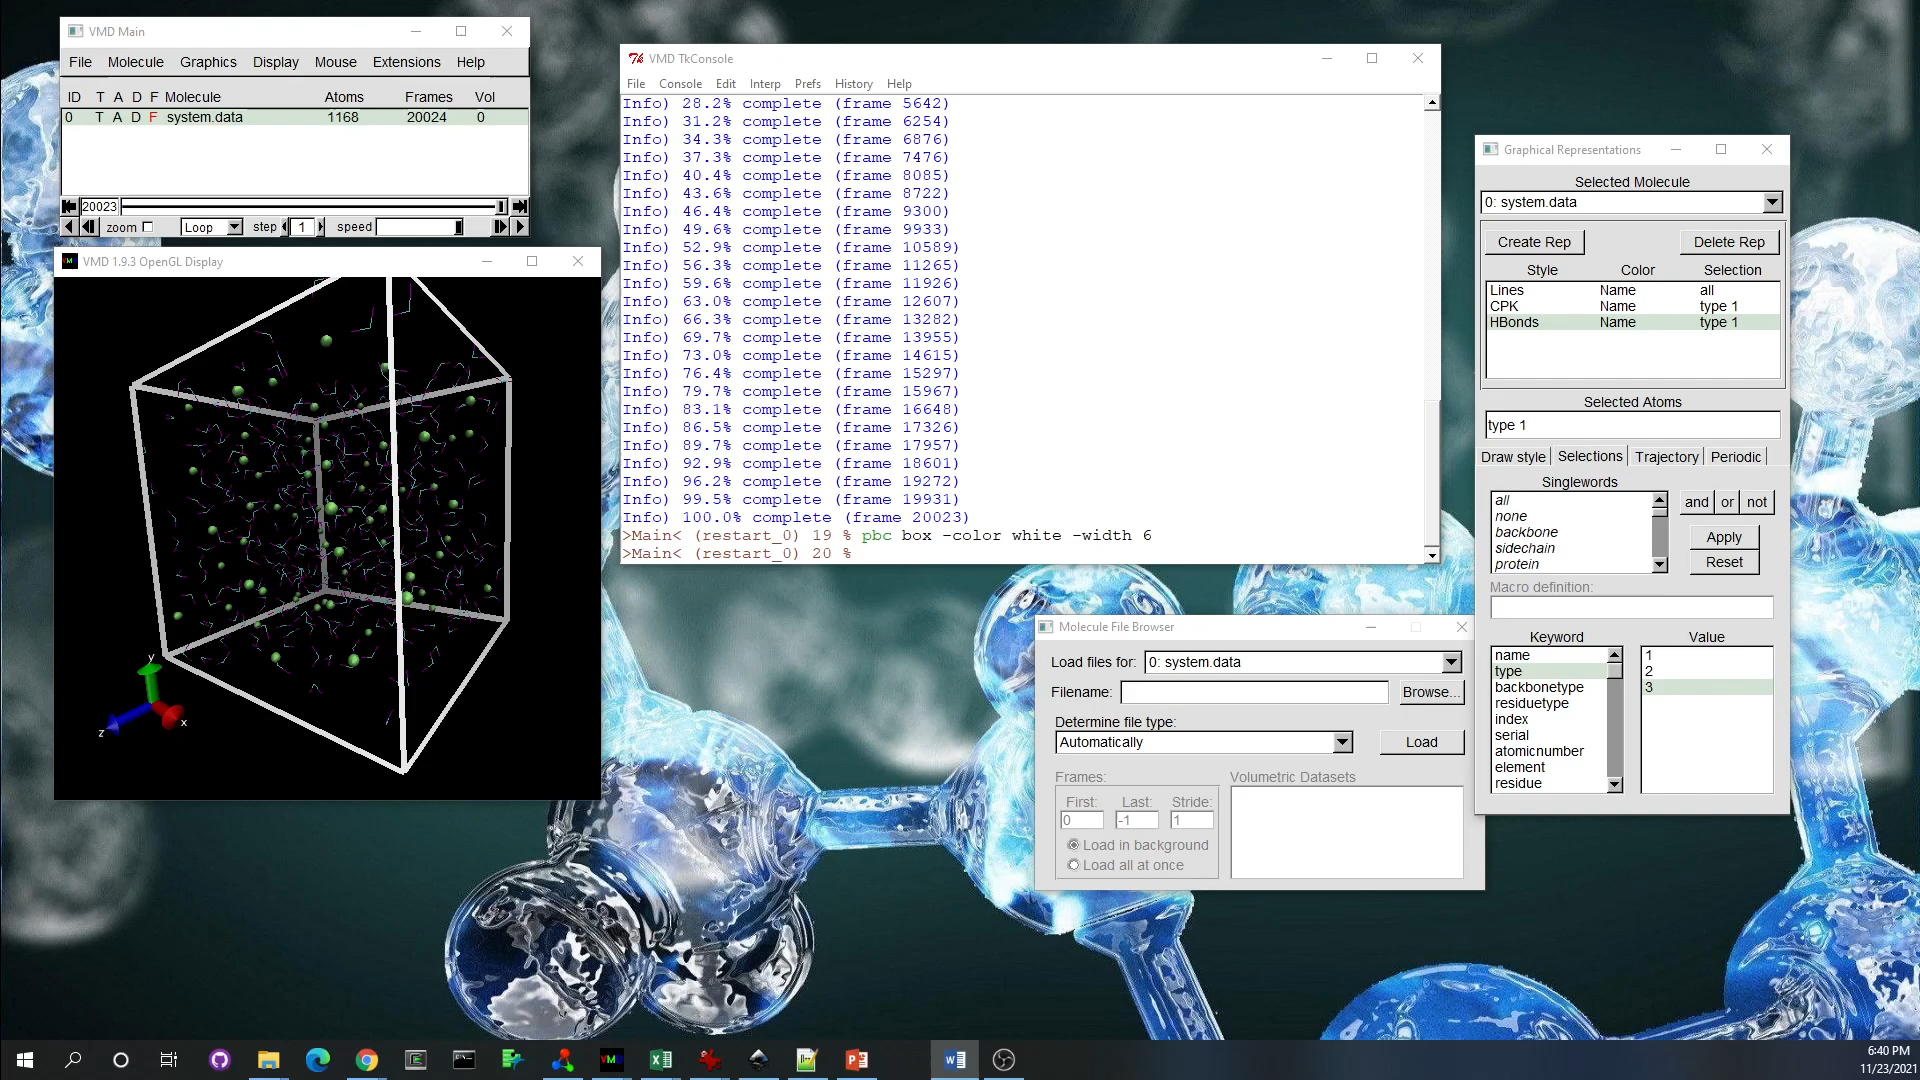 VMD Main
File Molecule Graphics Display Mouse Extensions Help
ID T A D F Molecule Atoms Frames Vol
0 T A D F system.data 1168 20024 0
20023
zoom Loop step 1 speed
VMD 1.9.3 OpenGL Display
y
x
z
VMD TkConsole
File Console Edit Interp Prefs History Help
Info) 28.2% complete (frame 5642)
Info) 31.2% complete (frame 6254)
Info) 34.3% complete (frame 6876)
Info) 37.3% complete (frame 7476)
Info) 40.4% complete (frame 8085)
Info) 43.6% complete (frame 8722)
Info) 46.4% complete (frame 9300)
Info) 49.6% complete (frame 9933)
Info) 52.9% complete (frame 10589)
Info) 56.3% complete (frame 11265)
Info) 59.6% complete (frame 11926)
Info) 63.0% complete (frame 12607)
Info) 66.3% complete (frame 13282)
Info) 69.7% complete (frame 13955)
Info) 73.0% complete (frame 14615)
Info) 76.4% complete (frame 15297)
Info) 79.7% complete (frame 15967)
Info) 83.1% complete (frame 16648)
Info) 86.5% complete (frame 17326)
Info) 89.7% complete (frame 17957)
Info) 92.9% complete (frame 18601)
Info) 96.2% complete (frame 19272)
Info) 99.5% complete (frame 19931)
Info) 100.0% complete (frame 20023)
>Main< (restart_0) 19 % pbc box -color white -width 6
>Main< (restart_0) 20 %
Molecule File Browser
Load files for: 0: system.data
Filename: Browse...
Determine file type:
Automatically Load
Frames: Volumetric Datasets
First: Last: Stride:
0 -1 1
Load in background
Load all at once
Graphical Representations
Selected Molecule
0: system.data
Create Rep Delete Rep
Style Color Selection
Lines Name all
CPK Name type 1
HBonds Name type 1
Selected Atoms
type 1
Draw style Selections Trajectory Periodic
Singlewords
all and or not
none
backbone Apply
sidechain
protein Reset
Macro definition:
Keyword Value
name 1
type 2
backbonetype 3
residuetype
index
serial
atomicnumber
element
residue
6:40 PM
11/23/2021